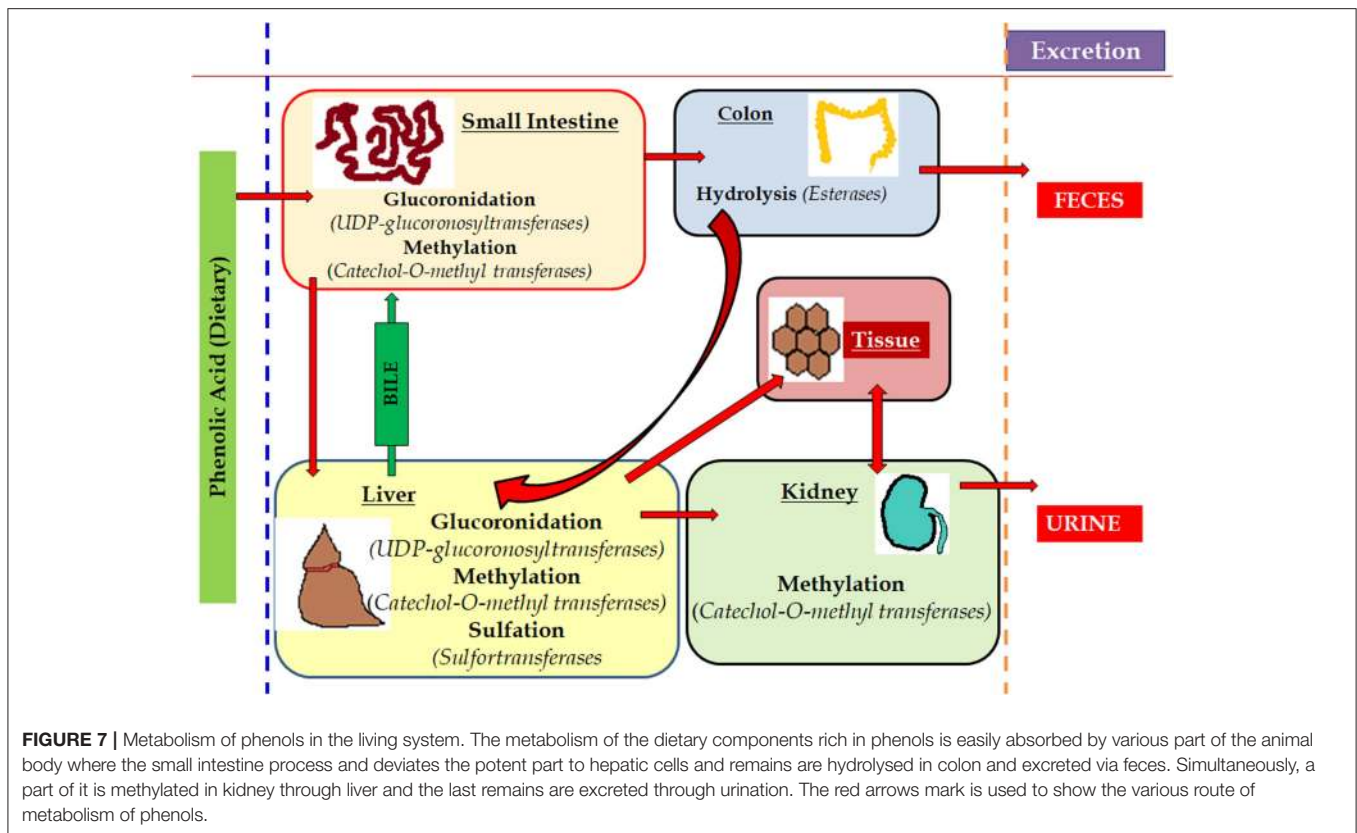 Excretion
Phenolic Acid (Dietary)
Small Intestine
Glucoronidation
(UDP-glucoronosyltransferases)
Methylation
(Catechol-O-methyl transferases)
Colon
Hydrolysis (Esterases)
FECES
BILE
Tissue
Liver
Glucoronidation
(UDP-glucoronosyltransferases)
Methylation
(Catechol-O-methyl transferases)
Sulfation
(Sulfortransferases
Kidney
Methylation
(Catechol-O-methyl transferases)
URINE
FIGURE 7 | Metabolism of phenols in the living system. The metabolism of the dietary components rich in phenols is easily absorbed by various part of the animal
body where the small intestine process and deviates the potent part to hepatic cells and remains are hydrolysed in colon and excreted via feces. Simultaneously, a
part of it is methylated in kidney through liver and the last remains are excreted through urination. The red arrows mark is used to show the various route of
metabolism of phenols.